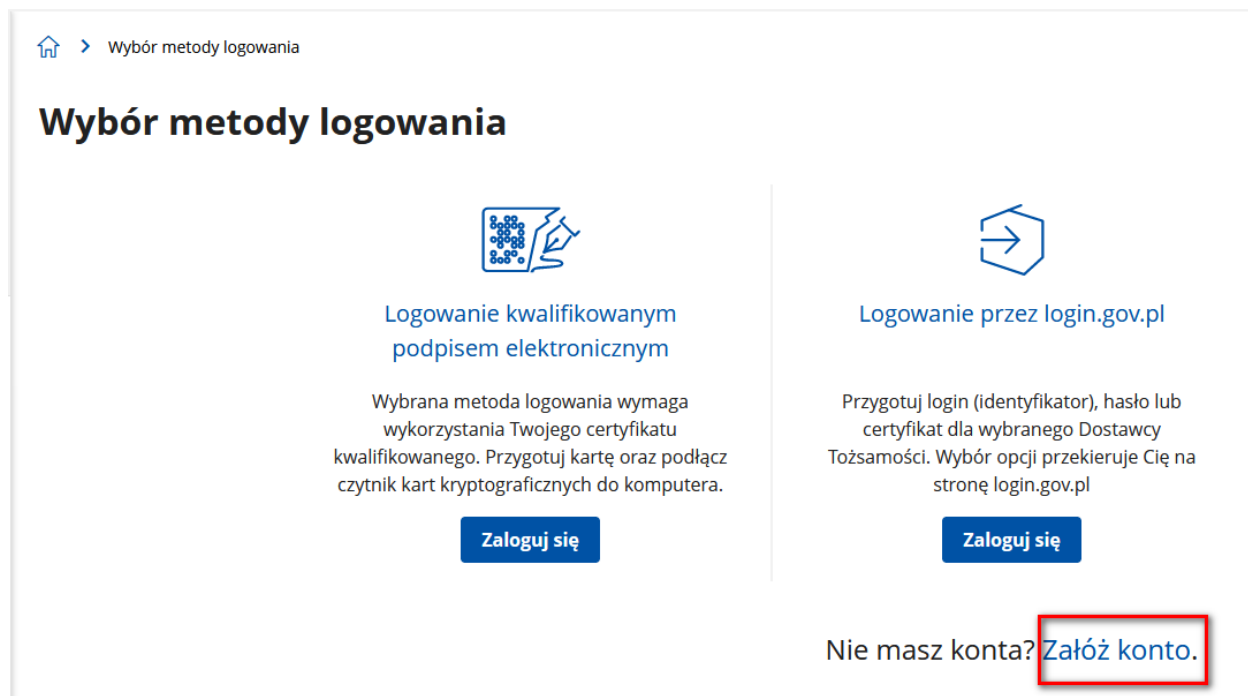 Wybór metody logowania
Wybór metody logowania
Logowanie kwalifikowanym
podpisem elektronicznym
Wybrana metoda logowania wymaga
wykorzystania Twojego certyfikatu
kwalifikowanego. Przygotuj kartę oraz podłącz
czytnik kart kryptograficznych do komputera.
Zaloguj się
Logowanie przez login.gov.pl
Przygotuj login (identyfikator), hasło lub
certyfikat dla wybranego Dostawcy
Tożsamości. Wybór opcji przekieruje Cię na
stronę login.gov.pl
Zaloguj się
Nie masz konta? Załóż konto.